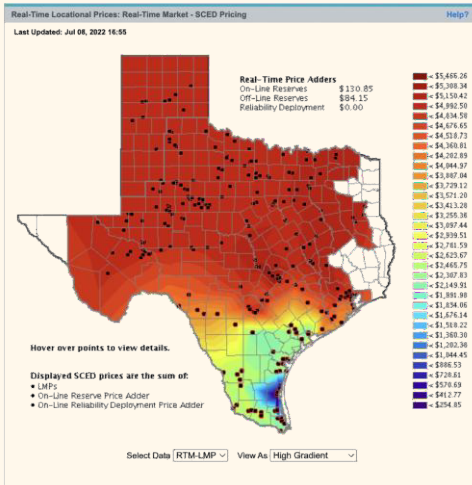 Real-Time Locational Prices: Real-Time Market - SCED Pricing
Help?
Last Updated: Jul 08, 2022 16:55
Real-Time Price Adders
On-Line Reserves $130.85
Off-Line Reserves $84.15
Reliability Deployment $0.00
< $5,466.26
< $5,308.34
< $5,150.42
< $4,992.50
< $4,834.58
< $4,676.65
< $4,518.73
< $4,360.81
< $4,202.89
< $4,044.97
< $3,887.04
< $3,729.12
< $3,571.20
< $3,413.28
< $3,255.36
< $3,097.44
< $2,939.51
< $2,781.59
< $2,623.67
< $2,465.75
< $2,307.83
< $2,149.91
< $1,991.98
< $1,834.06
< $1,676.14
< $1,518.22
< $1,360.30
< $1,202.38
< $1,044.45
< $886.53
< $728.61
< $570.69
< $412.77
< $254.85
Hover over points to view details.
Displayed SCED prices are the sum of:
• LMPs
• On-Line Reserve Price Adder
• On-Line Reliability Deployment Price Adder
Select Data RTM-LMP View As High Gradient